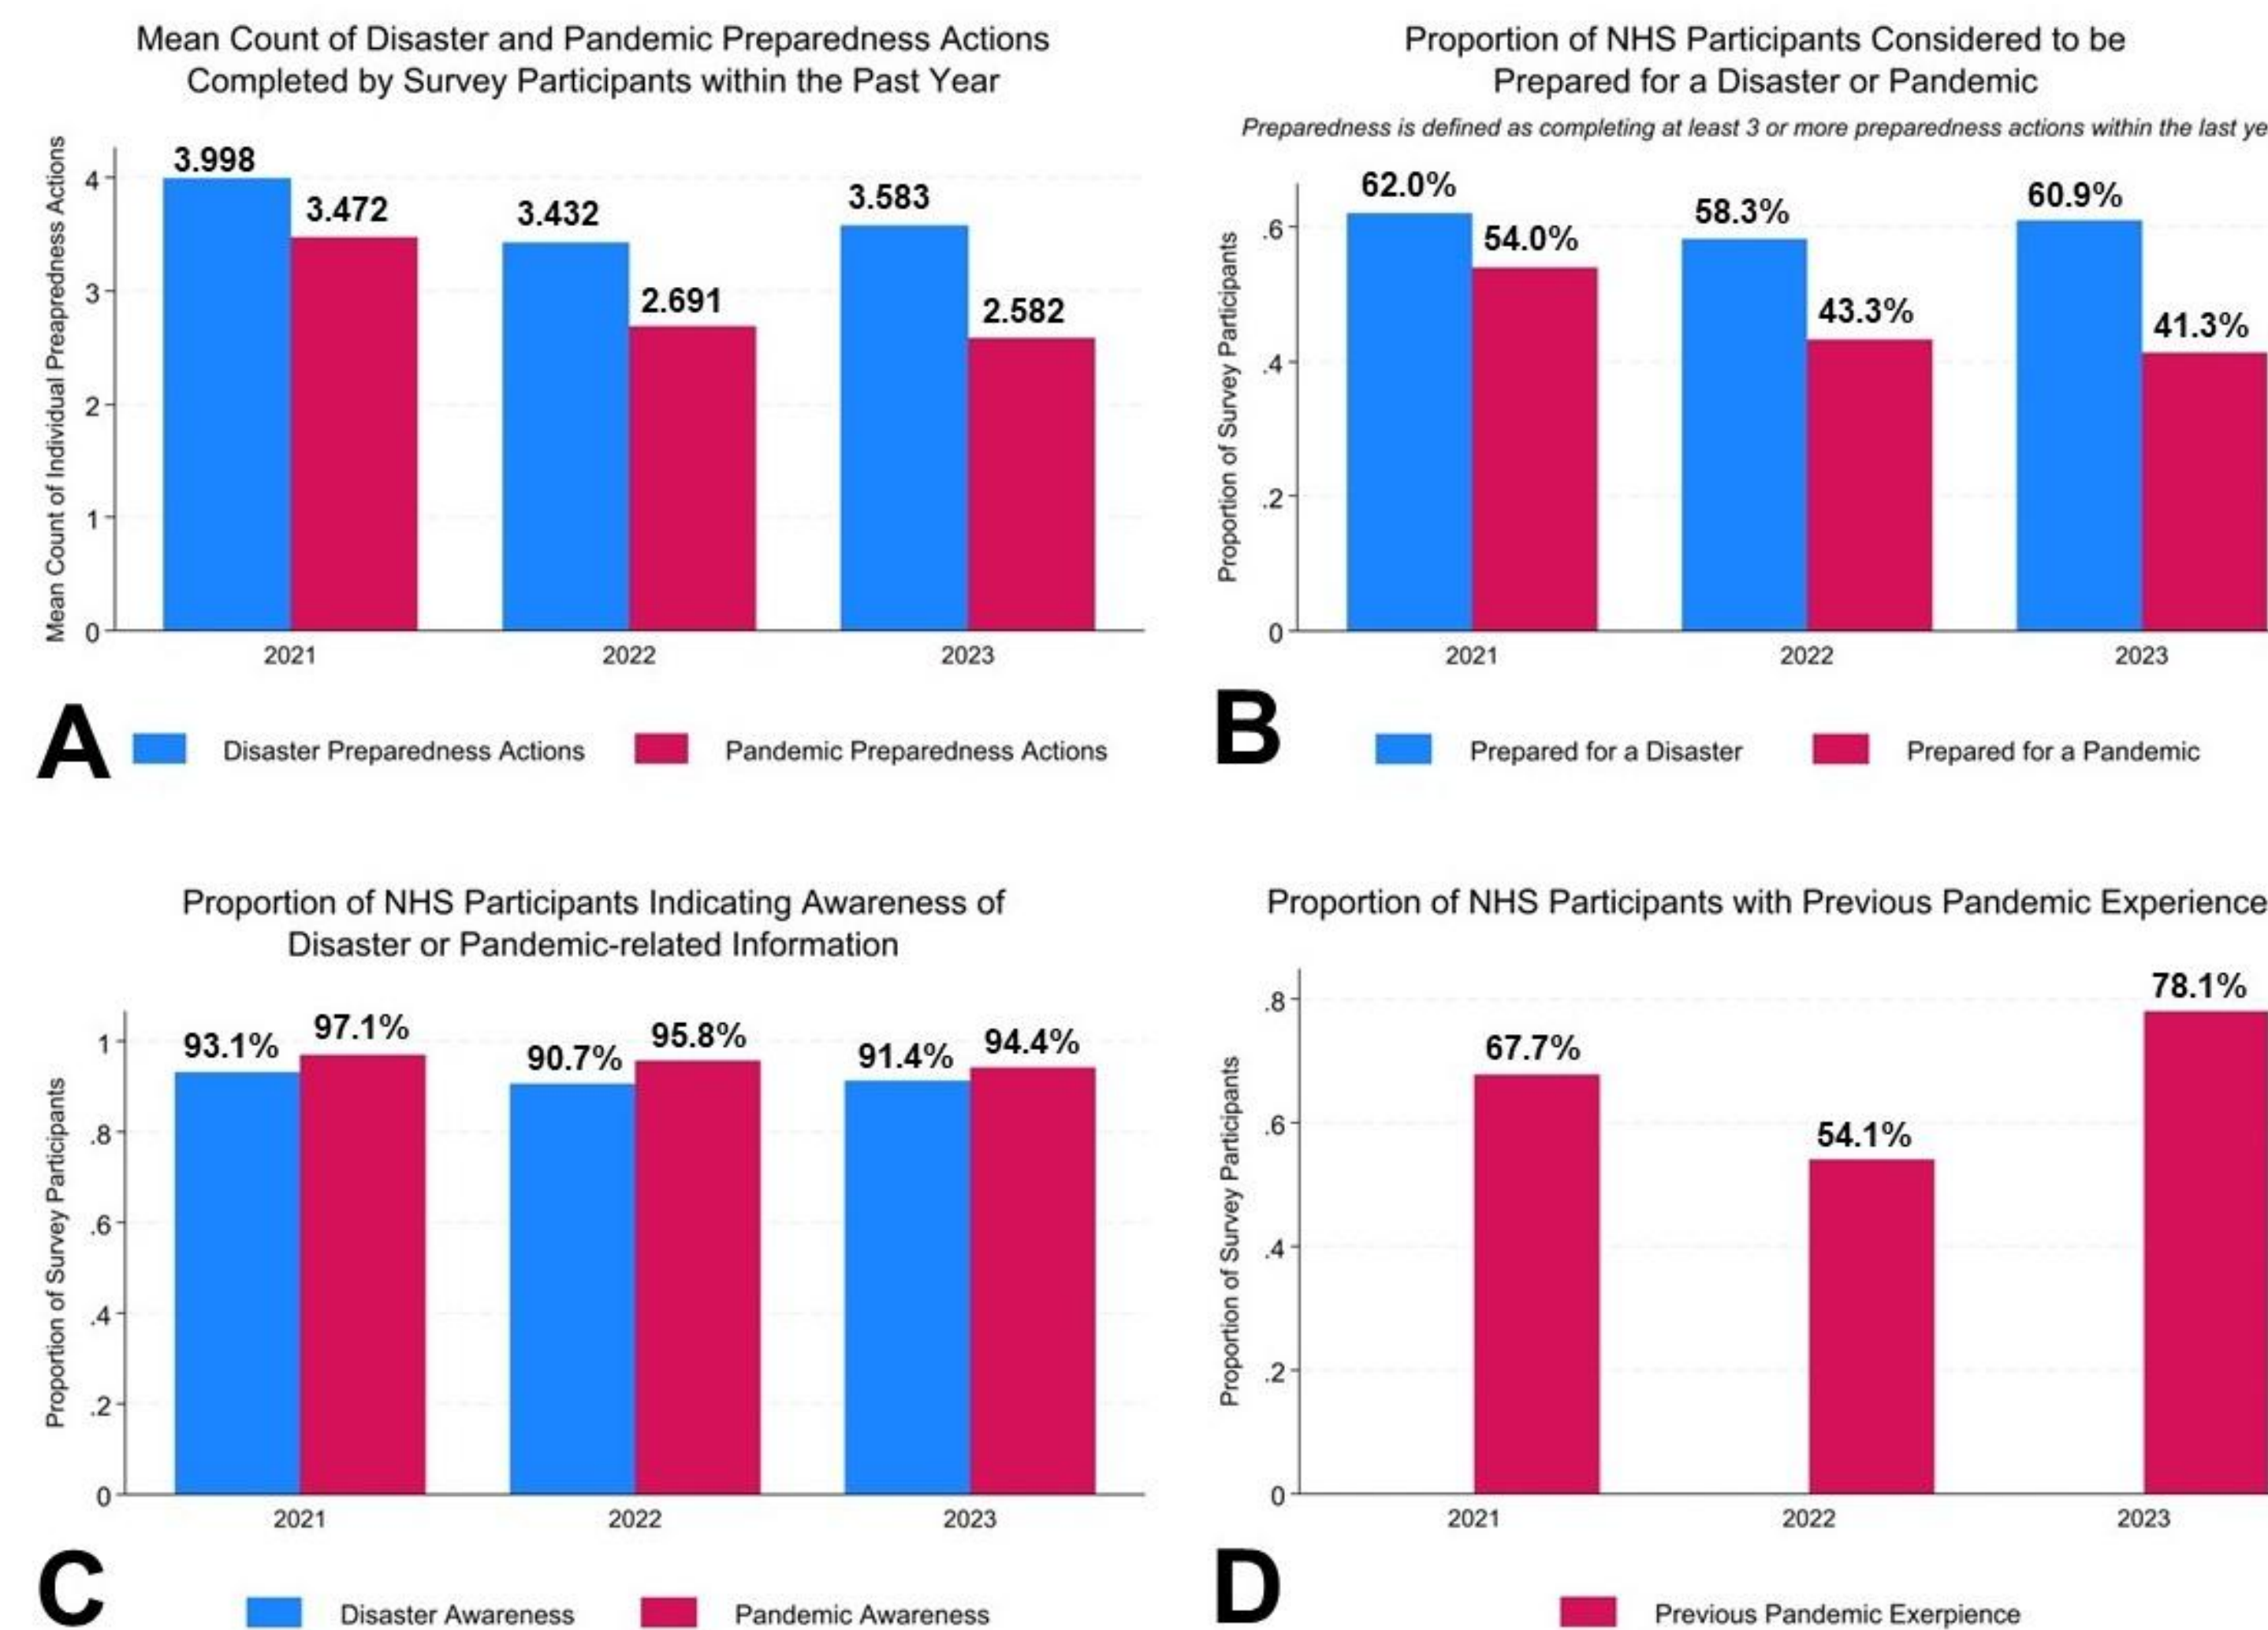 Mean Count of Disaster and Pandemic Preparedness Actions
Completed by Survey Participants within the Past Year
Mean Count of Individual Preapredness Actions
4
3
2
1
0
3.998
3.472
3.432
2.691
3.583
2.582
2021
2022
2023
A
Disaster Preparedness Actions
Pandemic Preparedness Actions
Proportion of NHS Participants Considered to be
Prepared for a Disaster or Pandemic
Preparedness is defined as completing at least 3 or more preparedness actions within the last ye
Proportion of Survey Participants
.6
.4
.2
0
62.0%
54.0%
58.3%
43.3%
60.9%
41.3%
2021
2022
2023
B
Prepared for a Disaster
Prepared for a Pandemic
Proportion of NHS Participants Indicating Awareness of
Disaster or Pandemic-related Information
Proportion of Survey Participants
1
.8
.6
.4
.2
0
93.1%
97.1%
90.7%
95.8%
91.4%
94.4%
2021
2022
2023
C
Disaster Awareness
Pandemic Awareness
Proportion of NHS Participants with Previous Pandemic Experience
Proportion of Survey Participants
.8
.6
.4
.2
0
67.7%
54.1%
78.1%
2021
2022
2023
D
Previous Pandemic Exerpience